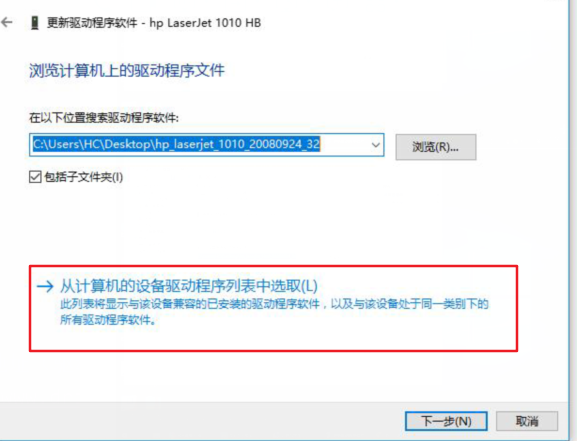 更新驱动程序软件 - hp LaserJet 1010 HB
浏览计算机上的驱动程序文件
在以下位置搜索驱动程序软件:
C:\Users\HC\Desktop\hp_laserjet_1010_20080924_32
浏览(R)...
包括子文件夹(I)
从计算机的设备驱动程序列表中选取(L)
此列表将显示与该设备兼容的已安装的驱动程序软件，以及与该设备处于同一类别下的
所有驱动程序软件。
下一步(N)
取消